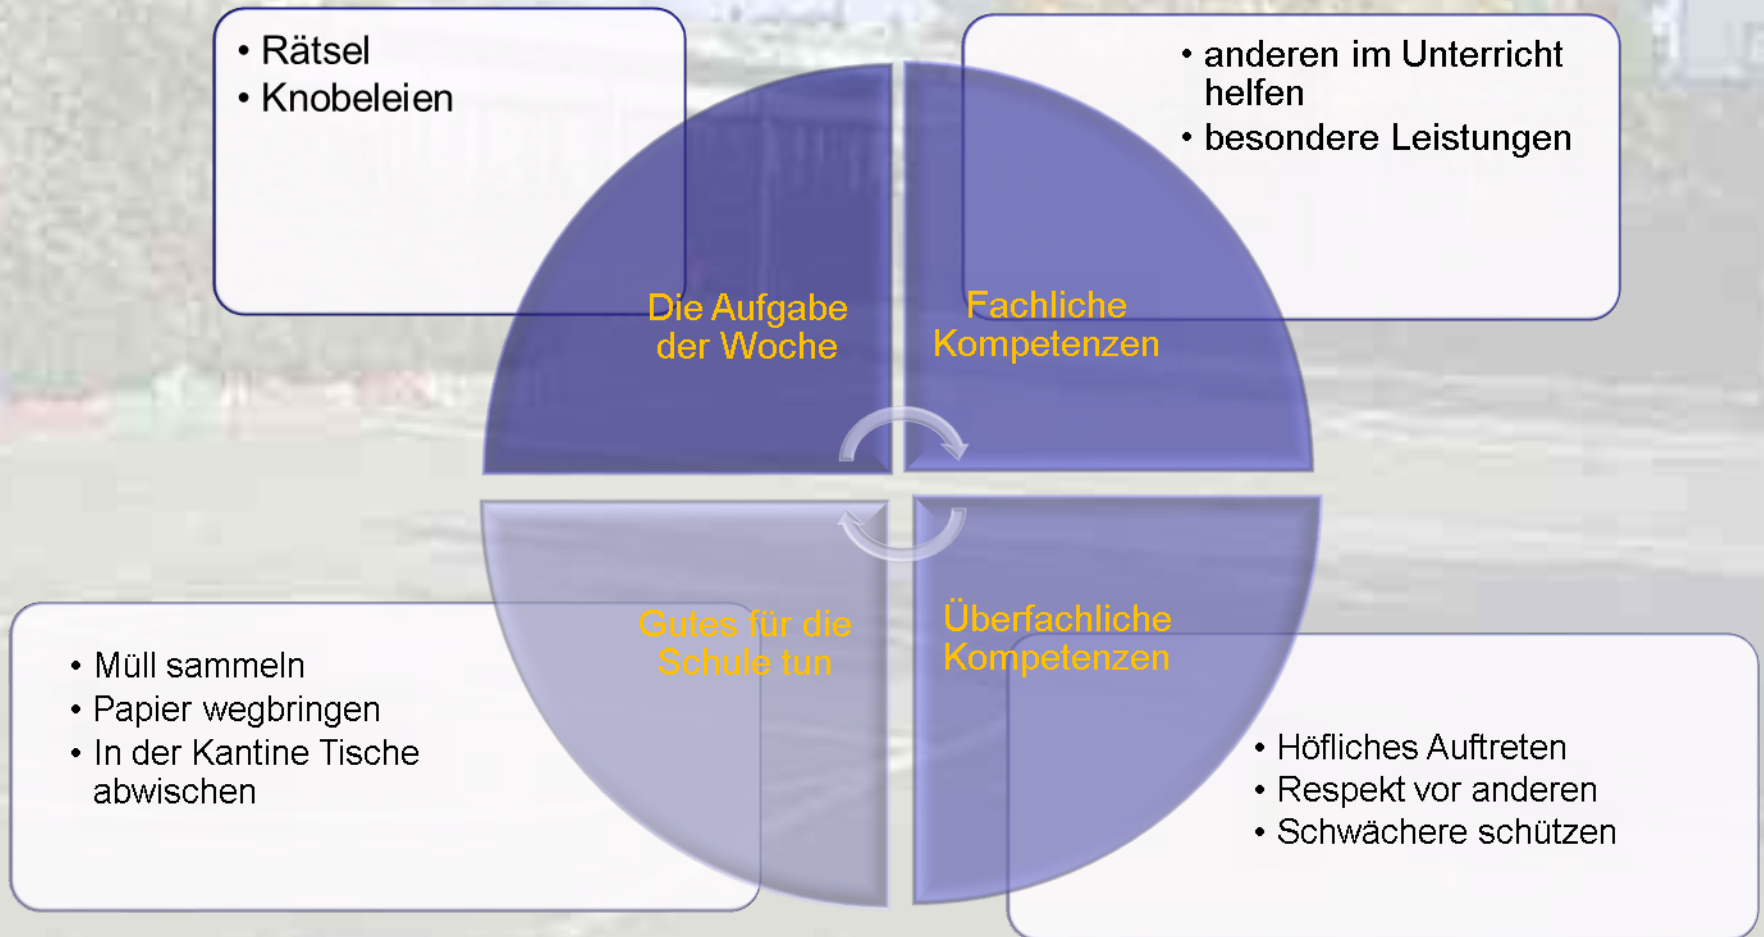 • Rätsel
• Knobeleien
• anderen im Unterricht
helfen
• besondere Leistungen
Die Aufgabe
der Woche
Fachliche
Kompetenzen
Gutes für die
Schule tun
Überfachliche
Kompetenzen
• Müll sammeln
• Papier wegbringen
• In der Kantine Tische
abwischen
• Höfliches Auftreten
• Respekt vor anderen
• Schwächere schützen